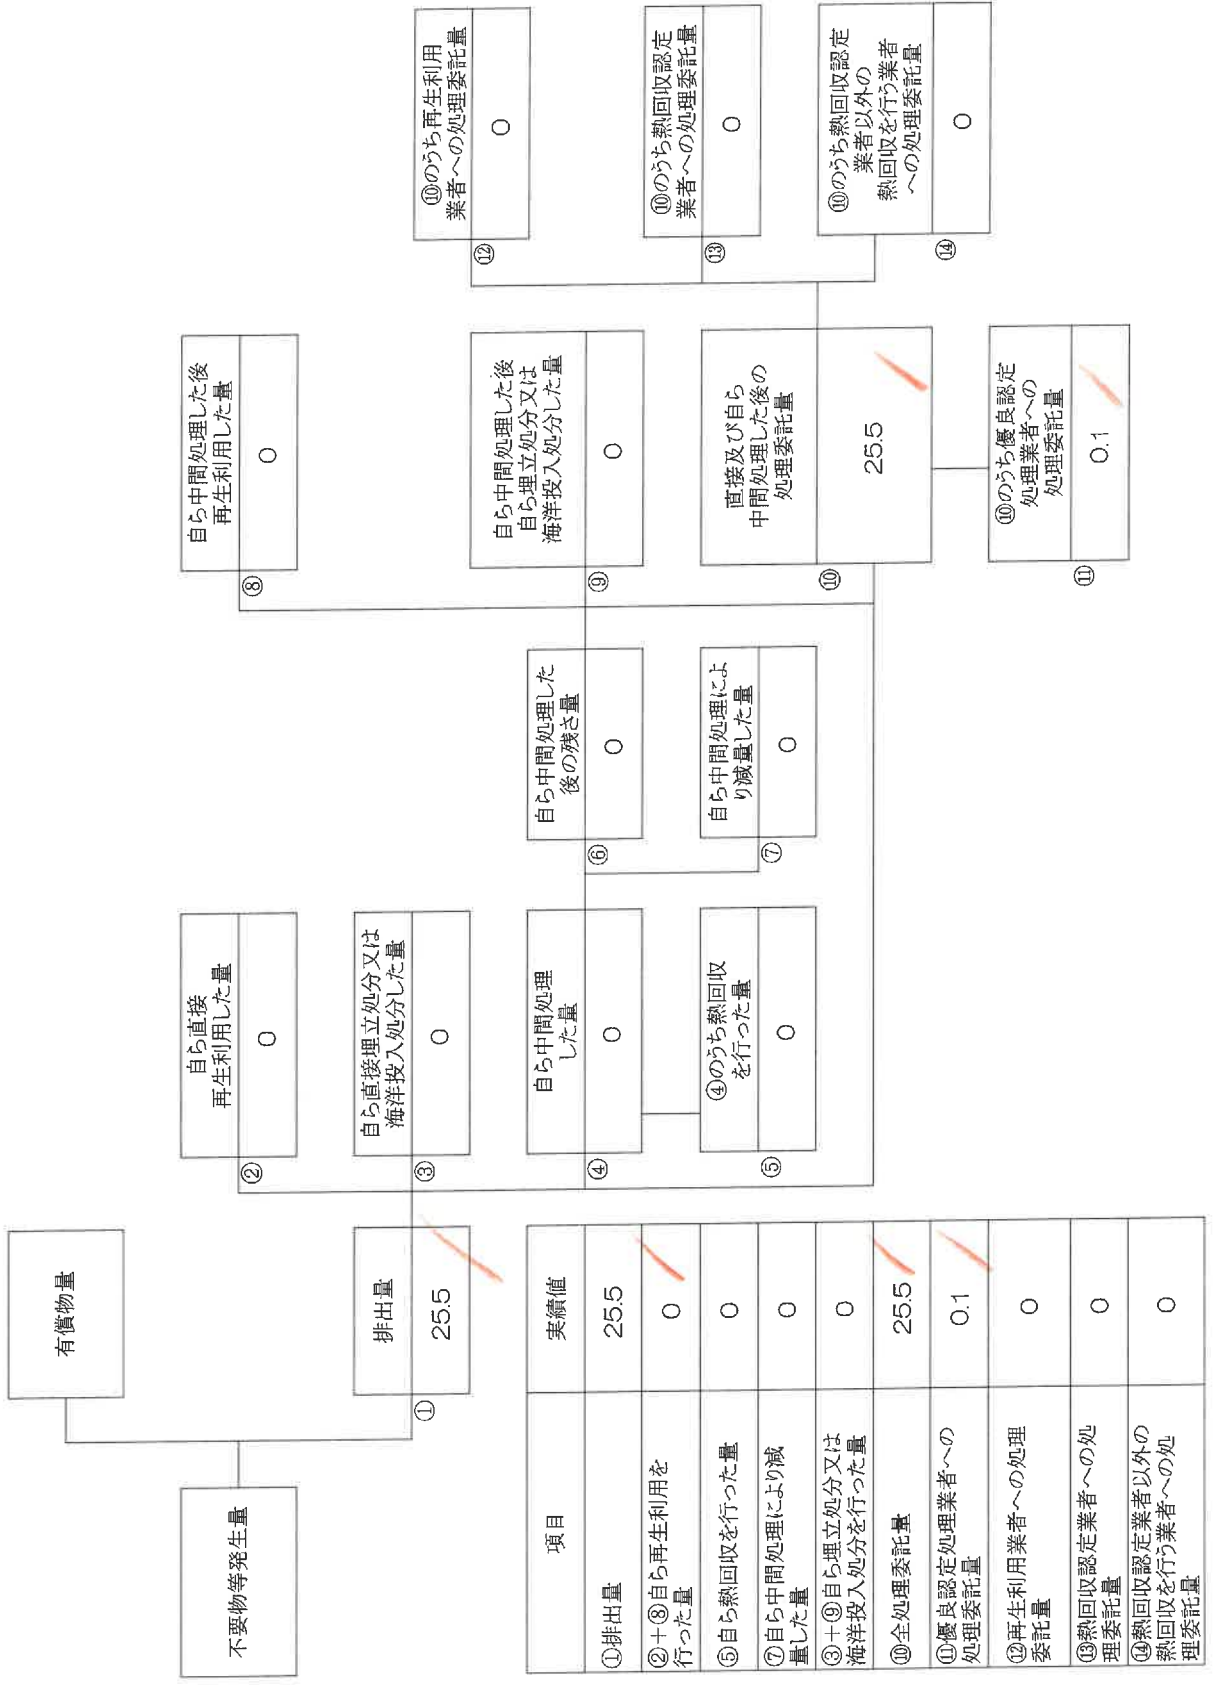 不要物等発生量
有償物量
排出量
①
25.5
自ら直接
再生利用した量
②
0
自ら直接埋立処分又は
海洋投入処分した量
③
0
自ら中間処理
した量
④
0
④のうち熱回収
を行った量
⑤
0
自ら中間処理した
後の残さ量
⑥
0
自ら中間処理によ
り減量した量
⑦
0
自ら中間処理した後
再生利用した量
⑧
0
自ら中間処理した後
自ら埋立処分又は
海洋投入処分した量
⑨
0
直接及び自ら
中間処理した後の
処理委託量
⑩
25.5
⑩のうち優良認定
処理業者への
処理委託量
⑪
0.1
⑩のうち再生利用
業者への処理委託量
⑫
0
⑩のうち熱回収認定
業者への処理委託量
⑬
0
⑩のうち熱回収認定
業者以外の
熱回収を行う業者
への処理委託量
⑭
0
項目 実績値
①排出量 25.5
②+⑧自ら再生利用を
行った量 0
⑤自ら熱回収を行った量 0
⑦自ら中間処理により減
量した量 0
③+⑨自ら埋立処分又は
海洋投入処分を行った量 0
⑩全処理委託量 25.5
⑪優良認定処理業者への
処理委託量 0.1
⑫再生利用業者への処理
委託量 0
⑬熱回収認定業者への処
理委託量 0
⑭熱回収認定業者以外の
熱回収を行う業者への処
理委託量 0